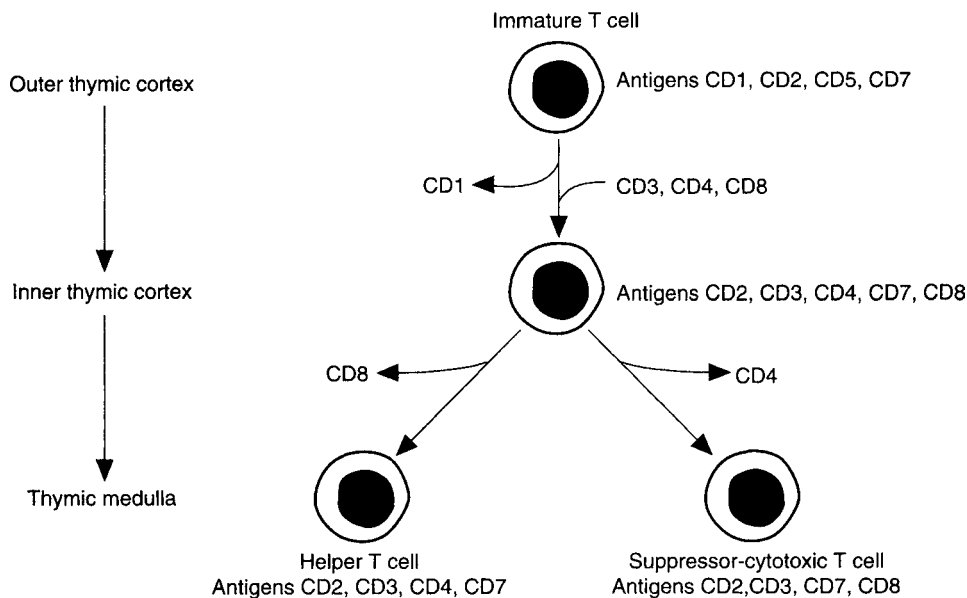 Immature T cell
Outer thymic cortex
Antigens CD1, CD2, CD5, CD7
CD1
CD3, CD4, CD8
Inner thymic cortex
Antigens CD2, CD3, CD4, CD7, CD8
CD8
CD4
Thymic medulla
Helper T cell
Antigens CD2, CD3, CD4, CD7
Suppressor-cytotoxic T cell
Antigens CD2,CD3, CD7, CD8